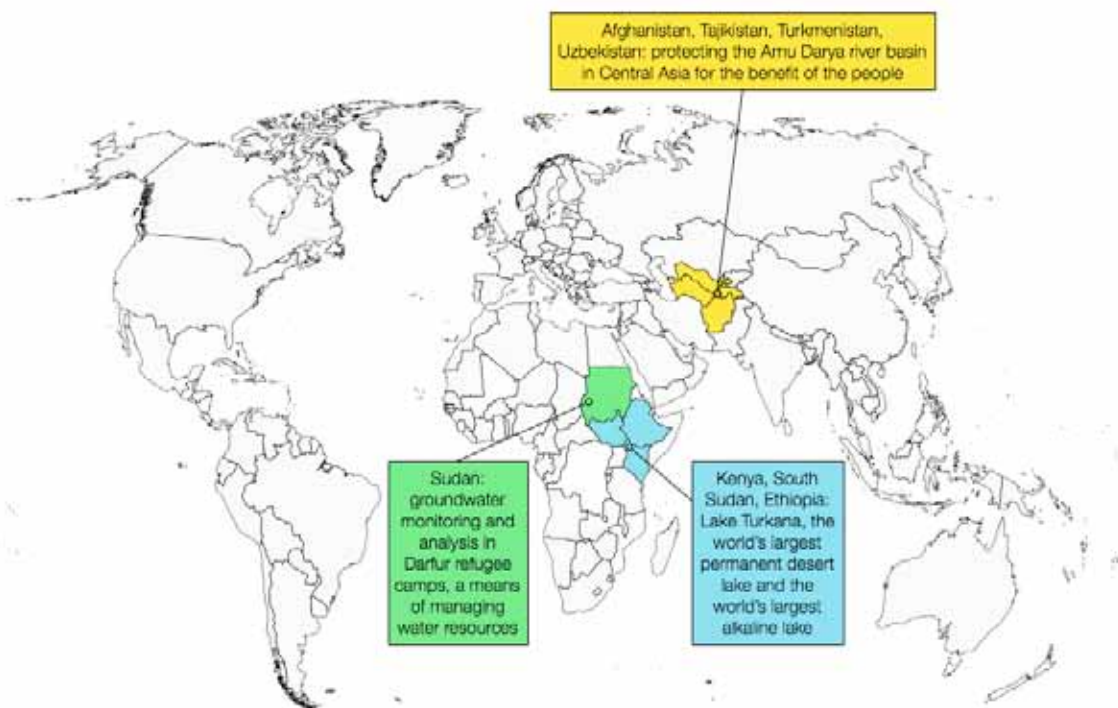 Afghanistan, Tajikistan, Turkmenistan,
Uzbekistan: protecting the Amu Darya river basin
in Central Asia for the benefit of the people
Sudan:
groundwater
monitoring and
analysis in
Darfur refugee
camps, a means
of managing
water resources
Kenya, South
Sudan, Ethiopia:
Lake Turkana, the
world's largest
permanent desert
lake and the
world's largest
alkaline lake